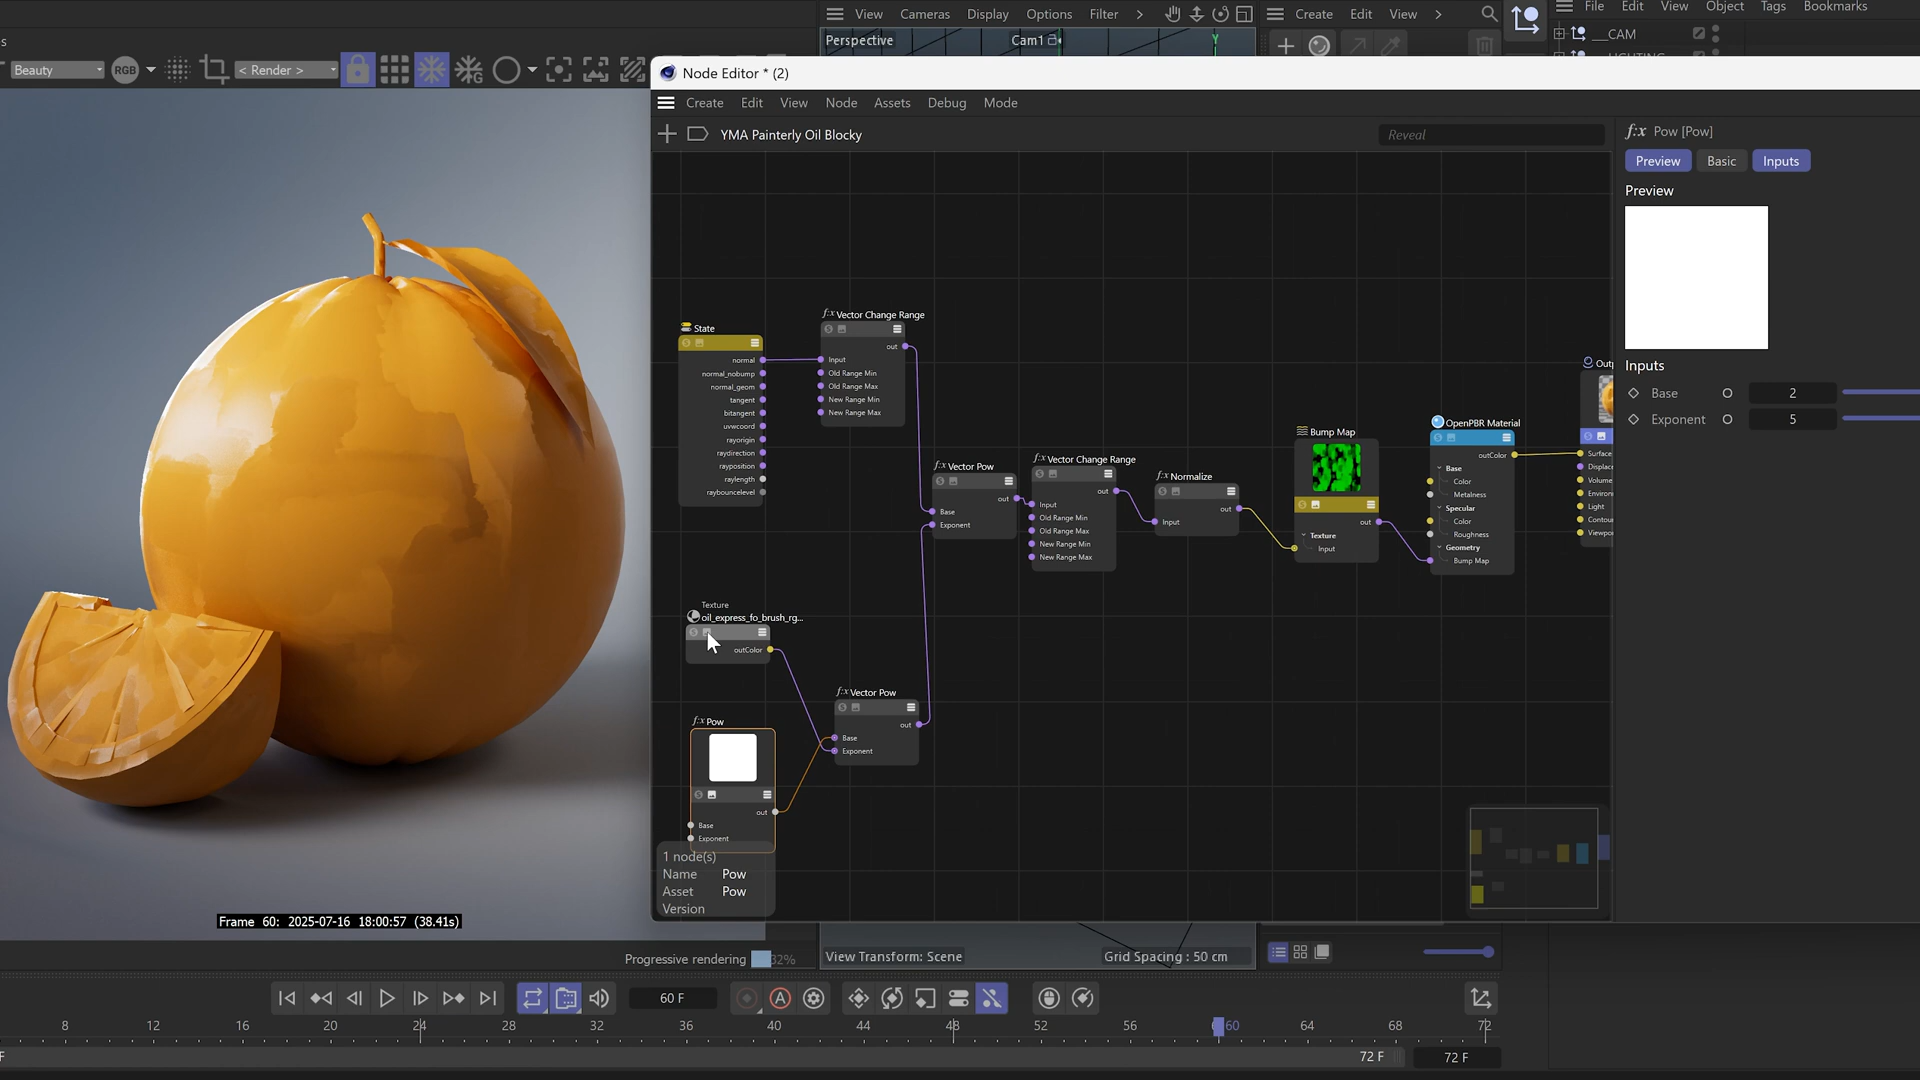 View Cameras Display Options Filter
Create Edit View
File Edit View Object Tags Bookmarks
s
Perspective
Cam1
__CAM
Beauty
RGB
< Render >
Node Editor * (2)
Create Edit View Node Assets Debug Mode
YMA Painterly Oil Blocky
Reveal
f:x Pow [Pow]
Preview Basic Inputs
Preview
Inputs
Base 2
Exponent 5
State
normal
normal_nobump
normal_geom
tangent
bitangent
uvwcoord
rayorigin
raydirection
rayposition
raylength
raybouncelevel
f:x Vector Change Range
out
Input
Old Range Min
Old Range Max
New Range Min
New Range Max
f:x Vector Pow
out
Base
Exponent
f:x Vector Change Range
out
Input
Old Range Min
Old Range Max
New Range Min
New Range Max
f:x Normalize
out
Input
Bump Map
out
Texture
Input
OpenPBR Material
outColor
Base
Color
Metalness
Specular
Color
Roughness
Geometry
Bump Map
Outp
Surface
Displac
Volume
Environ
Light
Contou
Viewpo
Texture
oil_express_fo_brush_rg...
outColor
f:x Vector Pow
out
Base
Exponent
f:x Pow
out
Base
Exponent
1 node(s)
Name Pow
Asset Pow
Version
Frame 60: 2025-07-16 18:00:57 (38.41s)
Progressive rendering 32%
View Transform: Scene
Grid Spacing : 50 cm
60 F
8 12 16 20 24 28 32 36 40 44 48 52 56 60 64 68 72
F
72 F
72 F